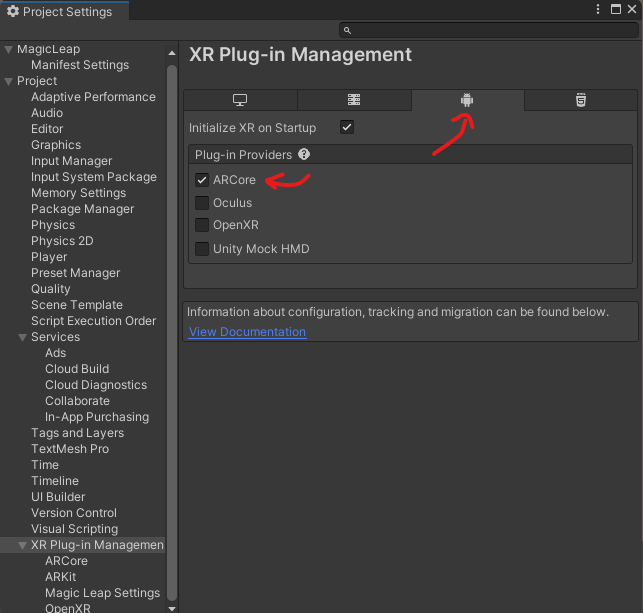 Project Settings
MagicLeap
Manifest Settings
Project
Adaptive Performance
Audio
Editor
Graphics
Input Manager
Input System Package
Memory Settings
Package Manager
Physics
Physics 2D
Player
Preset Manager
Quality
Scene Template
Script Execution Order
Services
Ads
Cloud Build
Cloud Diagnostics
Collaborate
In-App Purchasing
Tags and Layers
TextMesh Pro
Time
Timeline
UI Builder
Version Control
Visual Scripting
XR Plug-in Managemen
ARCore
ARKit
Magic Leap Settings
OpenXR
XR Plug-in Management
Initialize XR on Startup
Plug-in Providers ?
ARCore
Oculus
OpenXR
Unity Mock HMD
Information about configuration, tracking and migration can be found below.
View Documentation